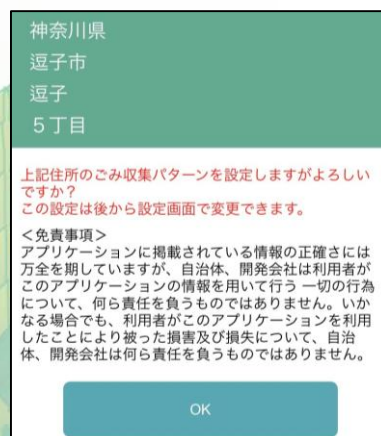 神奈川県
逗子市
逗子
５丁目
上記住所のごみ収集パターンを設定しますがよろしい
ですか？
この設定は後から設定画面で変更できます。
＜免責事項＞
アプリケーションに掲載されている情報の正確さには
万全を期していますが、自治体、開発会社は利用者が
このアプリケーションの情報を用いて行う 一切の行為
について、何ら責任を負うものではありません。いか
なる場合でも、利用者がこのアプリケーションを利用
したことにより被った損害及び損失について、自治
体、開発会社は何ら責任を負うものではありません。
OK